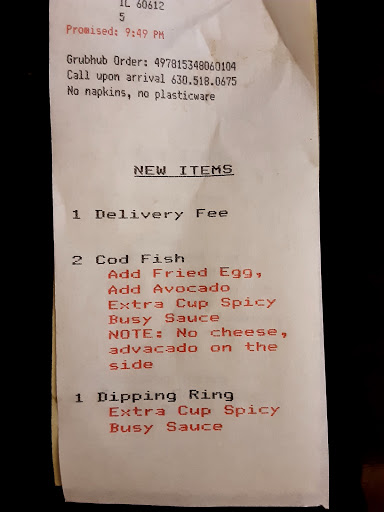 IL 60612
5
Promised: 9:49 PM
Grubhub Order: 497815348060104
Call upon arrival 630.518.0675
No napkins, no plasticware
NEW ITEMS
1 Delivery Fee
2 Cod Fish
Add Fried Egg,
Add Avocado
Extra Cup Spicy
Busy Sauce
NOTE: No cheese,
advacado on the
side
1 Dipping Ring
Extra Cup Spicy
Busy Sauce